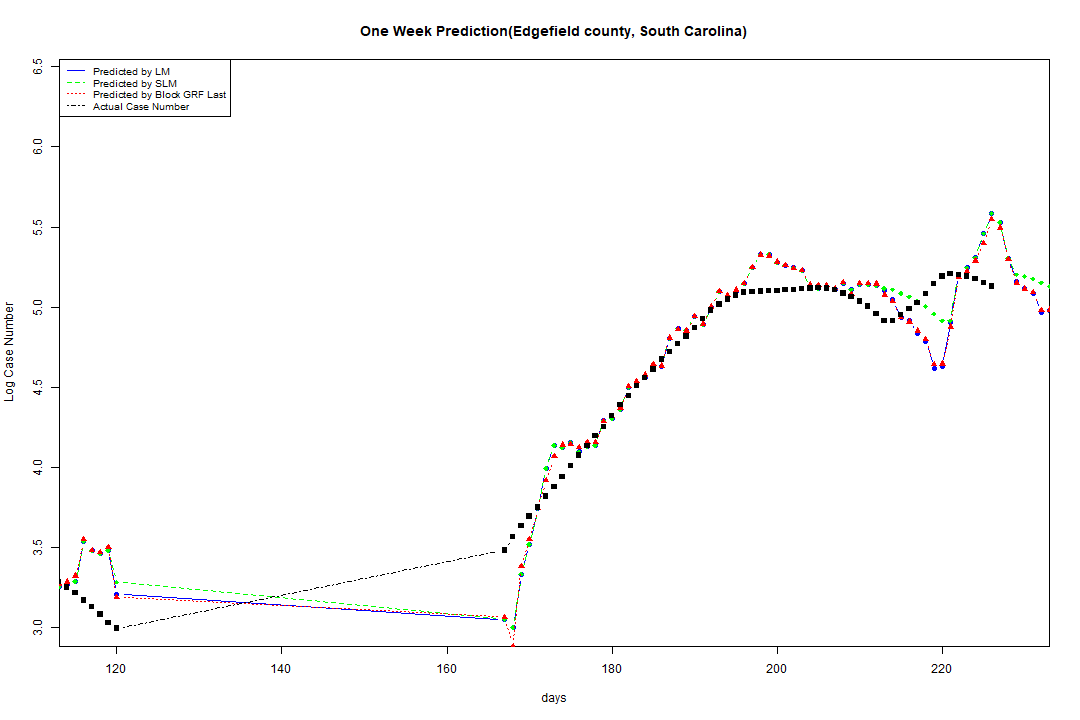 One Week Prediction(Edgefield county, South Carolina)
Predicted by LM
Predicted by SLM
Predicted by Block GRF Last
Actual Case Number
Log Case Number
6.5
6.0
5.5
5.0
4.5
4.0
3.5
3.0
120 140 160 180 200 220
days